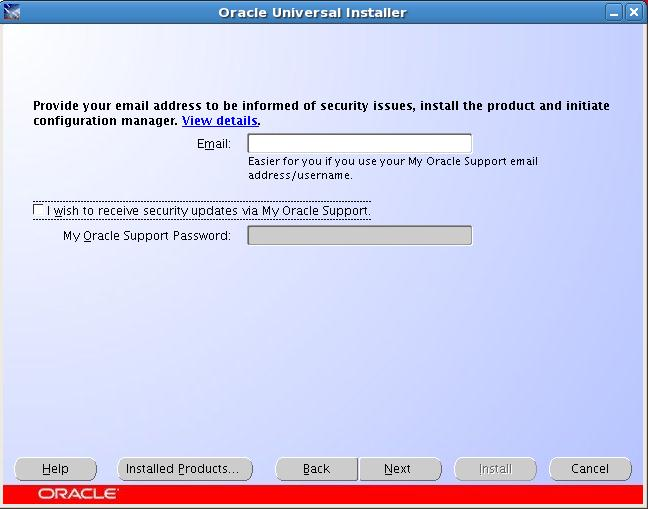 Oracle Universal Installer
Provide your email address to be informed of security issues, install the product and initiate
configuration manager. View details.
Email:
Easier for you if you use your My Oracle Support email
address/username.
I wish to receive security updates via My Oracle Support.
My Oracle Support Password:
Help Installed Products... Back Next Install Cancel
ORACLE